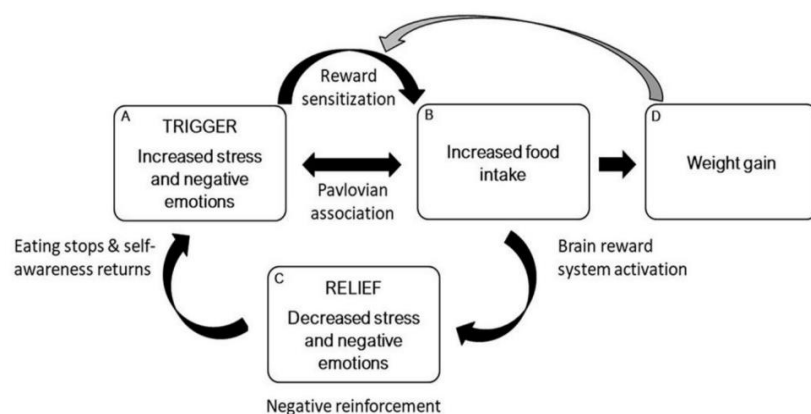 Reward
sensitization
A
TRIGGER
Increased stress
and negative
emotions
Pavlovian
association
B
Increased food
intake
D
Weight gain
Eating stops & self-
awareness returns
C
RELIEF
Decreased stress
and negative
emotions
Brain reward
system activation
Negative reinforcement